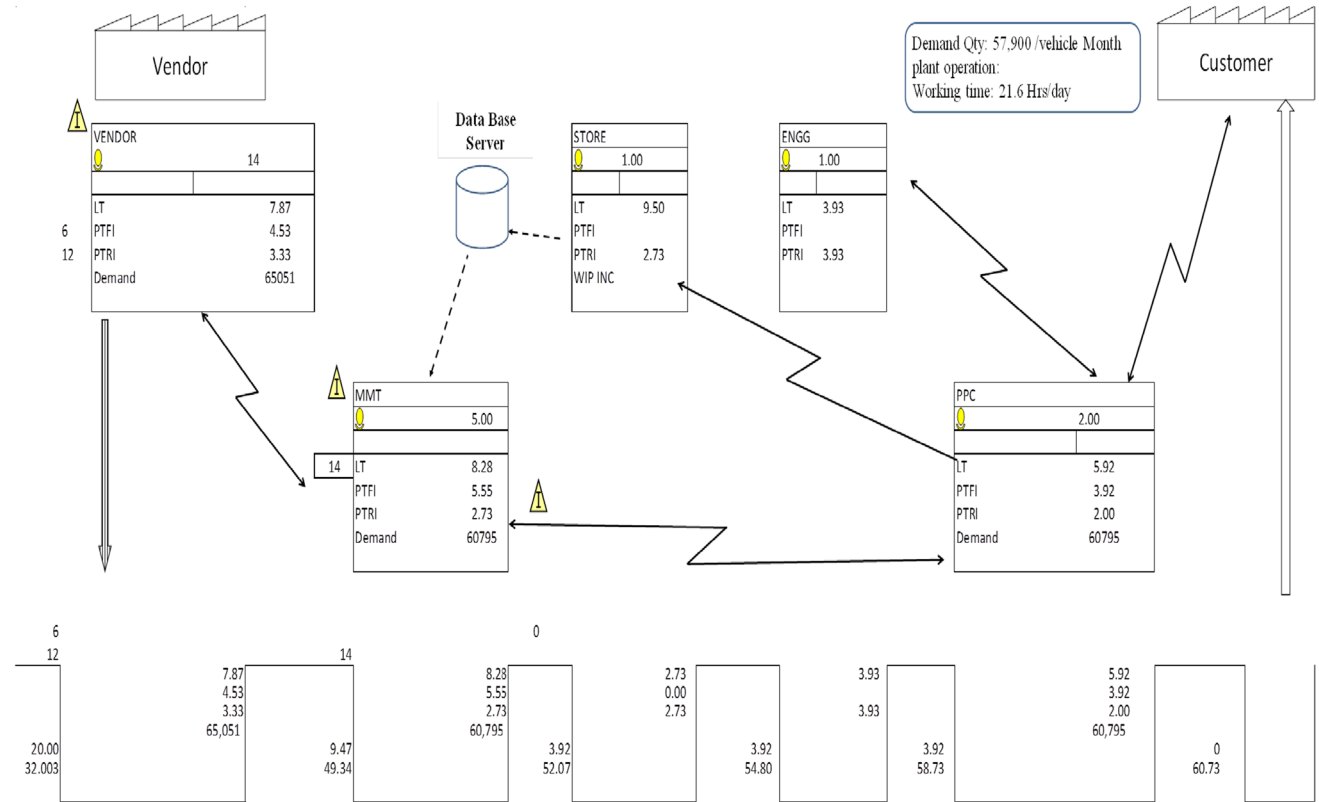 Vendor
Demand Qty: 57,900 /vehicle Month
plant operation:
Working time: 21.6 Hrs/day
Customer
I
VENDOR
14
LT 7.87
6 PTFI 4.53
12 PTRI 3.33
Demand 65051
Data Base
Server
STORE
1.00
LT 9.50
PTFI
PTRI 2.73
WIP INC
ENGG
1.00
LT 3.93
PTFI
PTRI 3.93
I
MMT
5.00
14 LT 8.28
PTFI 5.55
PTRI 2.73
Demand 60795
I
PPC
2.00
LT 5.92
PTFI 3.92
PTRI 2.00
Demand 60795
6 0
12 14
7.87 8.28 2.73 3.93 5.92
4.53 5.55 0.00 3.92
3.33 2.73 2.73 3.93 2.00
65,051 60,795 60,795
20.00 9.47 3.92 3.92 3.92 0
32.003 49.34 52.07 54.80 58.73 60.73